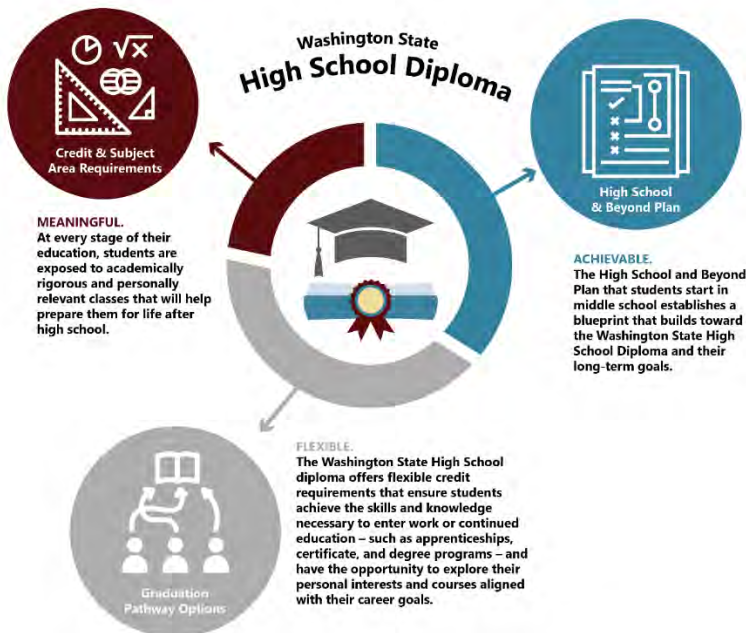 Washington State
High School Diploma
√x
Credit & Subject
Area Requirements
MEANINGFUL.
At every stage of their
education, students are
exposed to academically
rigorous and personally
relevant classes that will help
prepare them for life after
high school.
High School
& Beyond Plan
ACHIEVABLE.
The High School and Beyond
Plan that students start in
middle school establishes a
blueprint that builds toward
the Washington State High
School Diploma and their
long-term goals.
Graduation
Pathway Options
FLEXIBLE.
The Washington State High School
diploma offers flexible credit
requirements that ensure students
achieve the skills and knowledge
necessary to enter work or continued
education – such as apprenticeships,
certificate, and degree programs – and
have the opportunity to explore their
personal interests and courses aligned
with their career goals.